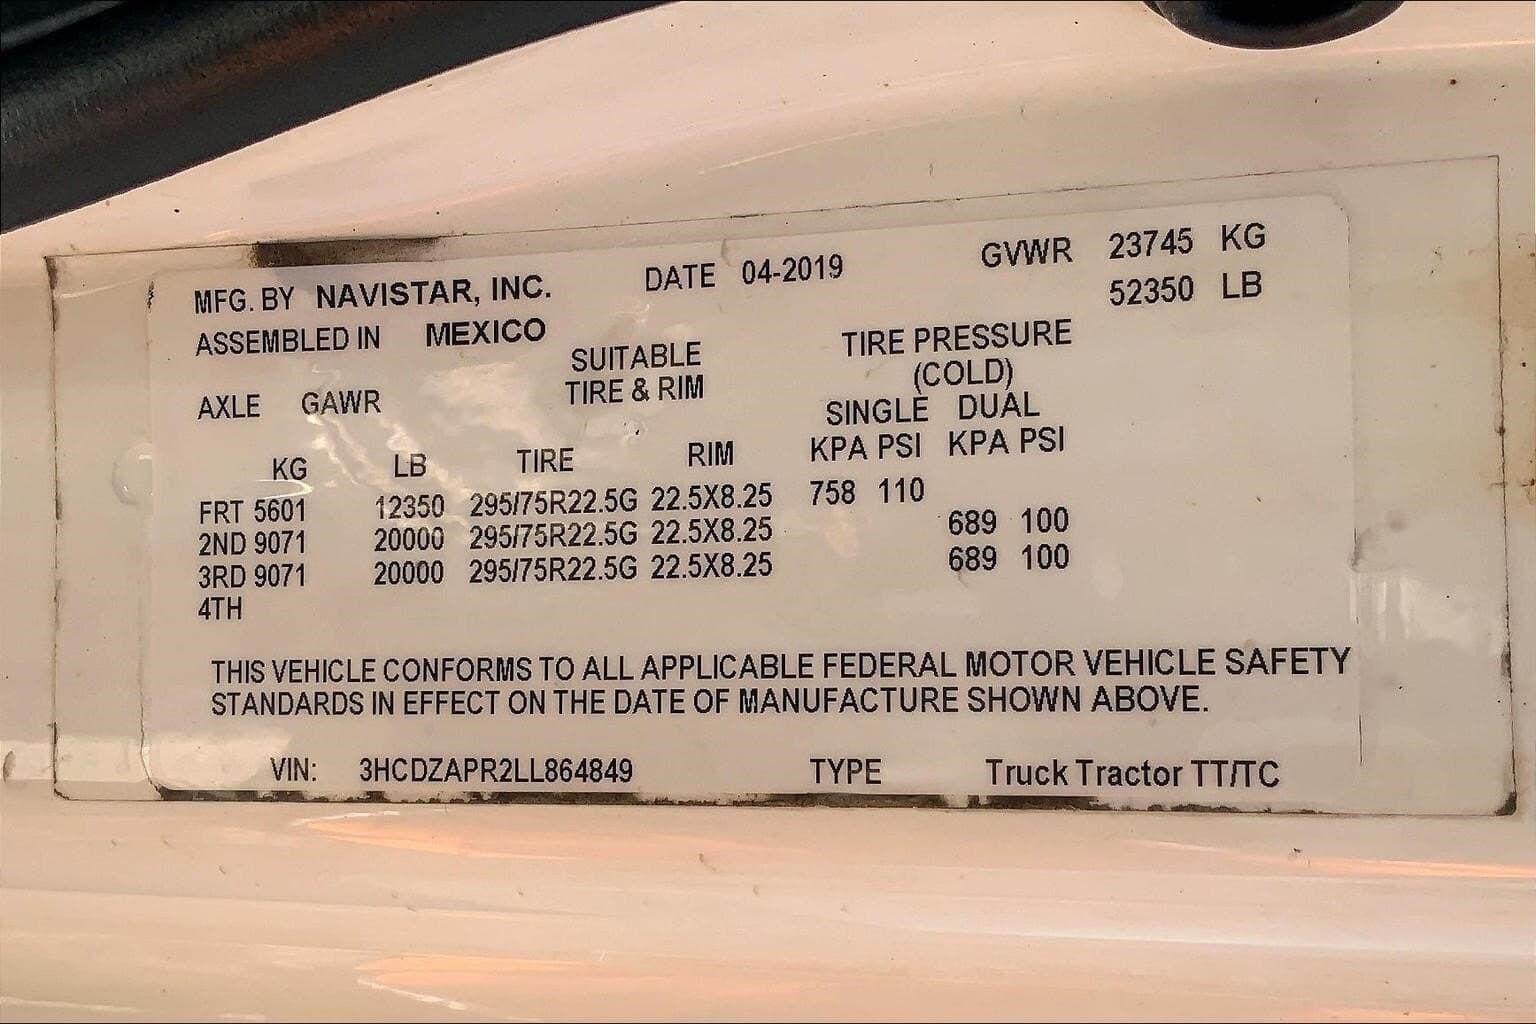 MFG. BY NAVISTAR, INC. DATE 04-2019 GVWR 23745 KG
52350 LB
ASSEMBLED IN MEXICO
SUITABLE TIRE PRESSURE
TIRE & RIM (COLD)
AXLE GAWR SINGLE DUAL
KG LB TIRE RIM KPA PSI KPA PSI
FRT 5601 12350 295/75R22.5G 22.5X8.25 758 110
2ND 9071 20000 295/75R22.5G 22.5X8.25 689 100
3RD 9071 20000 295/75R22.5G 22.5X8.25 689 100
4TH
THIS VEHICLE CONFORMS TO ALL APPLICABLE FEDERAL MOTOR VEHICLE SAFETY
STANDARDS IN EFFECT ON THE DATE OF MANUFACTURE SHOWN ABOVE.
VIN: 3HCDZAPR2LL864849 TYPE Truck Tractor TT/TC